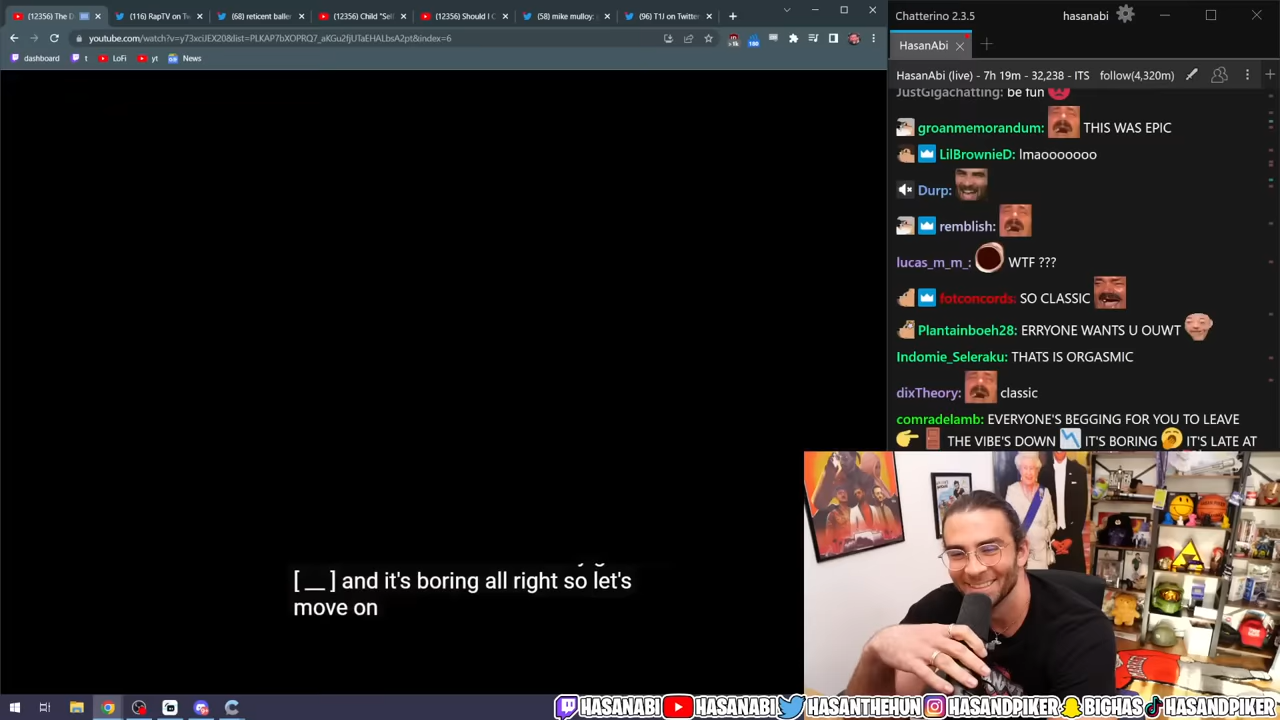 (12356) The D
(116) RapTV on Tw
(68) reticent baller
(12356) Child "Sel
(12356) Should I C
(58) mike mulloy:
(96) T1J on Twitter
youtube.com/watch?v=y73xciJEX20&list=PLKAP7bXOPRQ7_aKGu2fjUTaEHALbsA2pt&index=6
dashboard
t
LoFi
yt
News
[ __ ] and it's boring all right so let's
move on
Chatterino 2.3.5
hasanabi
HasanAbi
HasanAbi (live) - 7h 19m - 32,238 - ITS follow(4,320m)
JustGigachatting: be fun
groanmemorandum: THIS WAS EPIC
LilBrownieD: lmaooooooo
Durp:
remblish:
lucas_m_m_: WTF ???
fotconcords: SO CLASSIC
Plantainboeh28: ERRYONE WANTS U OUWT
Indomie_Seleraku: THATS IS ORGASMIC
dixTheory: classic
comradelamb: EVERYONE'S BEGGING FOR YOU TO LEAVE
THE VIBE'S DOWN IT'S BORING IT'S LATE AT
HASANABI HASANABI HASANTHEHUN HASANDPIKER BIGHAS HASANDPIKER